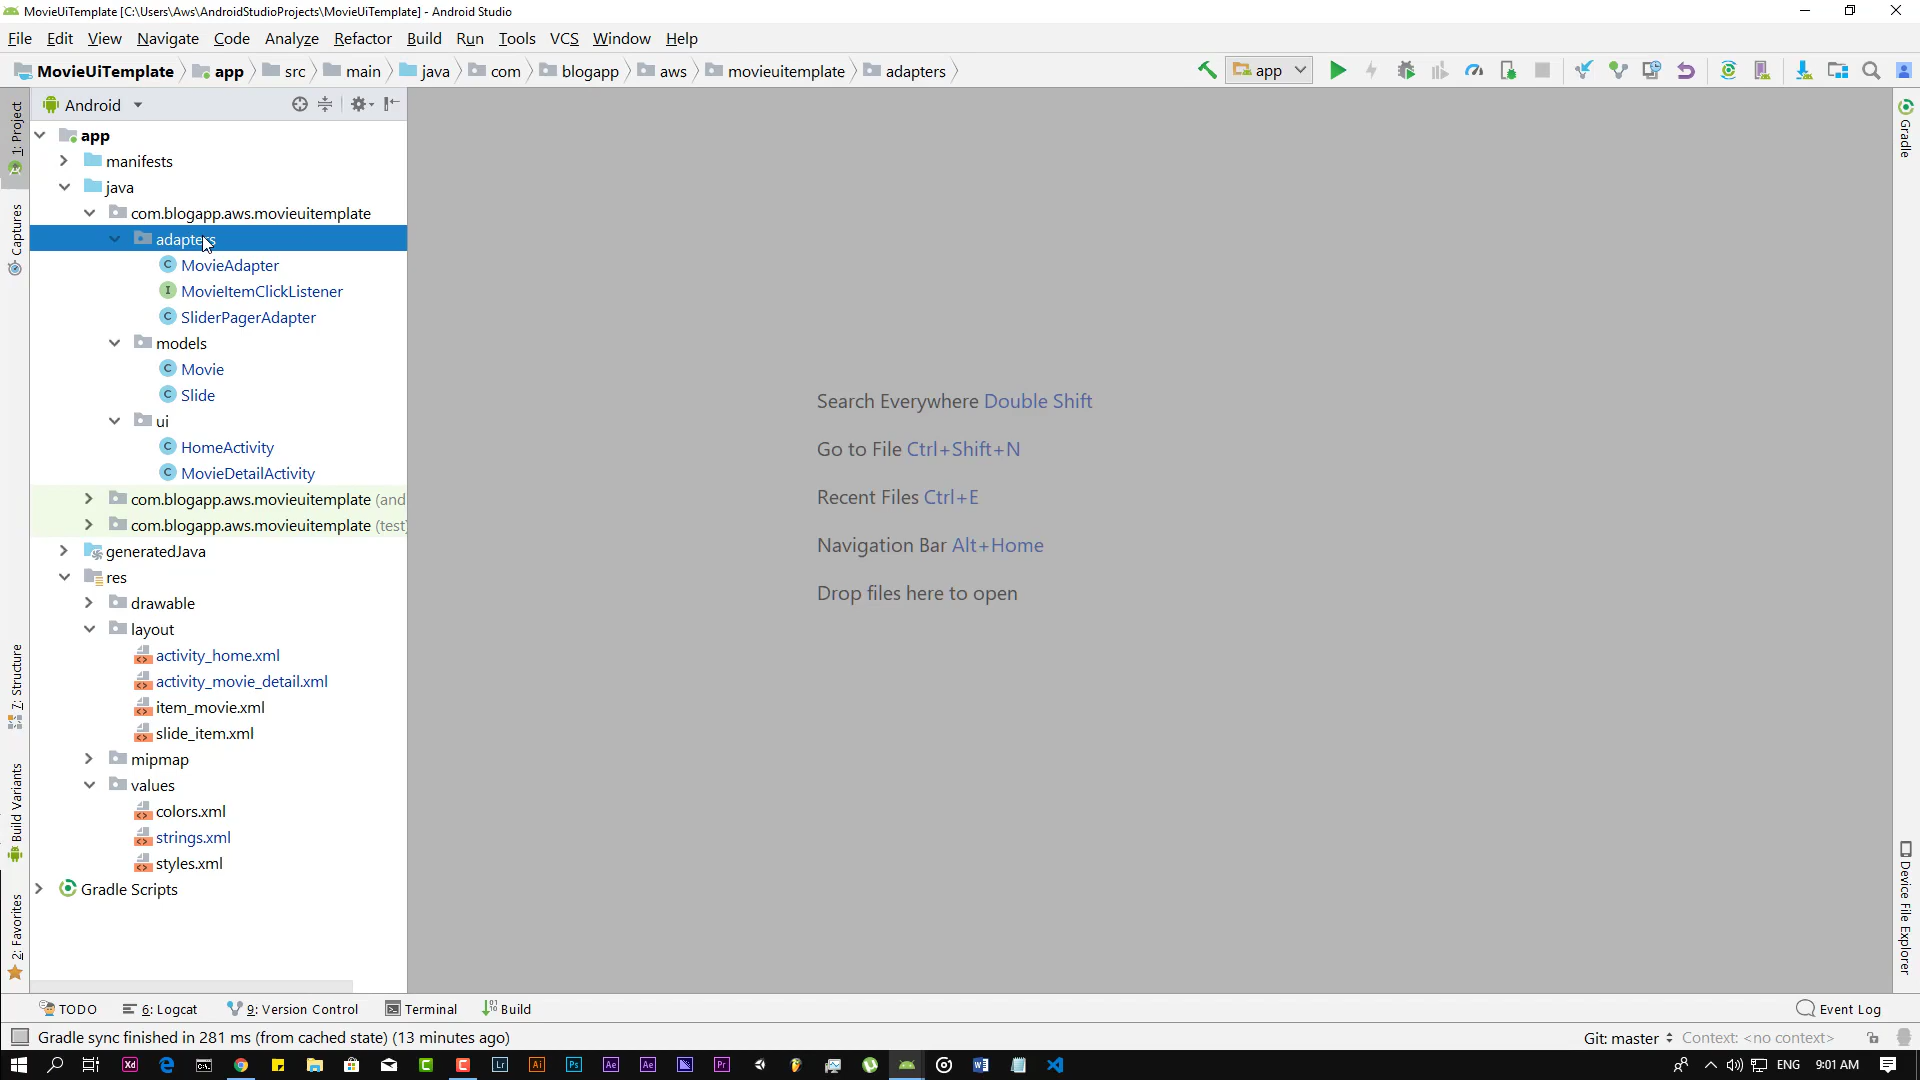 MovieUiTemplate [C:\Users\Aws\AndroidStudioProjects\MovieUiTemplate] - Android Studio
File Edit View Navigate Code Analyze Refactor Build Run Tools VCS Window Help
MovieUiTemplate app src main java com blogapp aws movieuitemplate adapters
app
Android
1: Project
Captures
7: Structure
Build Variants
2: Favorites
app
manifests
java
com.blogapp.aws.movieuitemplate
adapters
C MovieAdapter
I MovieItemClickListener
C SliderPagerAdapter
models
C Movie
C Slide
ui
C HomeActivity
C MovieDetailActivity
com.blogapp.aws.movieuitemplate (and
com.blogapp.aws.movieuitemplate (test)
generatedJava
res
drawable
layout
activity_home.xml
activity_movie_detail.xml
item_movie.xml
slide_item.xml
mipmap
values
colors.xml
strings.xml
styles.xml
Gradle Scripts
Search Everywhere Double Shift
Go to File Ctrl+Shift+N
Recent Files Ctrl+E
Navigation Bar Alt+Home
Drop files here to open
Gradle
Device File Explorer
TODO 6: Logcat 9: Version Control Terminal Build
Event Log
Gradle sync finished in 281 ms (from cached state) (13 minutes ago)
Git: master Context: <no context>
Xd Lr Ai Ps Ae Ae Pr
ENG 9:01 AM